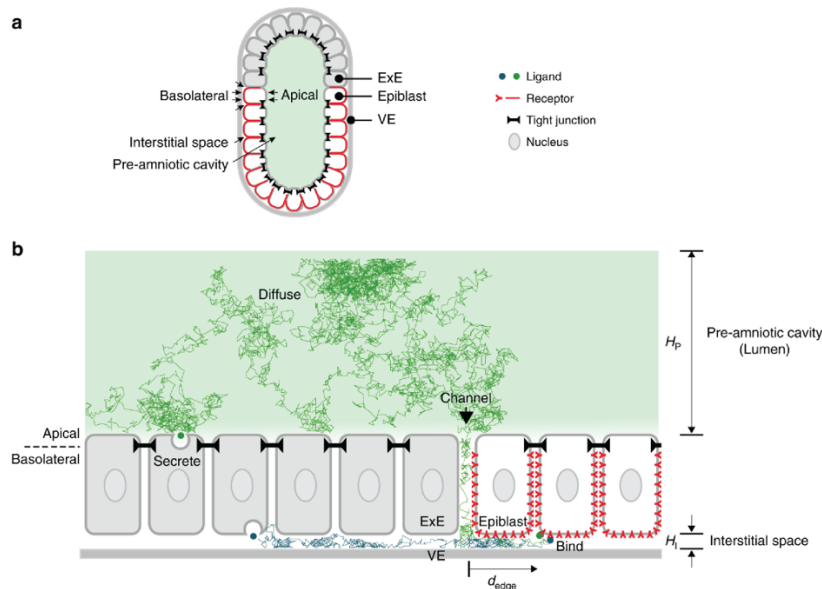 a
ExE
Basolateral
Apical
Epiblast
VE
Interstitial space
Pre-amniotic cavity
Ligand
Receptor
Tight junction
Nucleus
b
Diffuse
H_P
Pre-amniotic cavity
(Lumen)
Channel
Apical
Basolateral
Secrete
ExE
Epiblast
Bind
H_I
Interstitial space
VE
d_edge